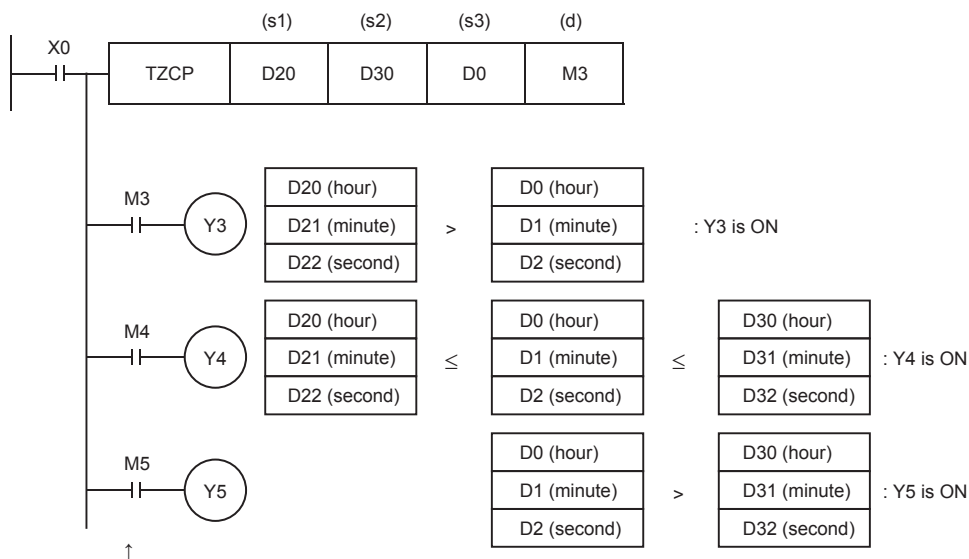 (s1) (s2) (s3) (d)
X0
TZCP D20 D30 D0 M3
M3
Y3
D20 (hour)
D21 (minute)
D22 (second)
>
D0 (hour)
D1 (minute)
D2 (second)
: Y3 is ON
M4
Y4
D20 (hour)
D21 (minute)
D22 (second)
≤
D0 (hour)
D1 (minute)
D2 (second)
≤
D30 (hour)
D31 (minute)
D32 (second)
: Y4 is ON
M5
Y5
D0 (hour)
D1 (minute)
D2 (second)
>
D30 (hour)
D31 (minute)
D32 (second)
: Y5 is ON
↑